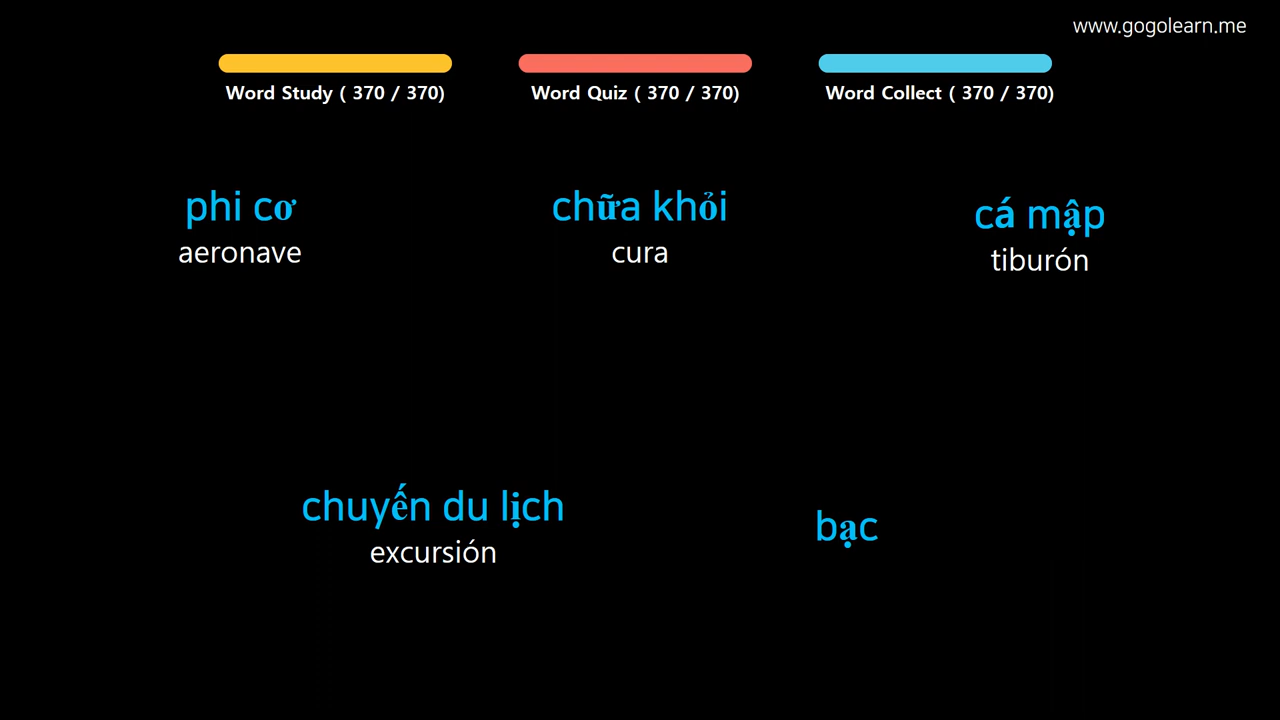 www.gogolearn.me
Word Study ( 370 / 370)
Word Quiz ( 370 / 370)
Word Collect ( 370 / 370)
phi cơ
aeronave
chữa khỏi
cura
cá mập
tiburón
chuyến du lịch
excursión
bạc